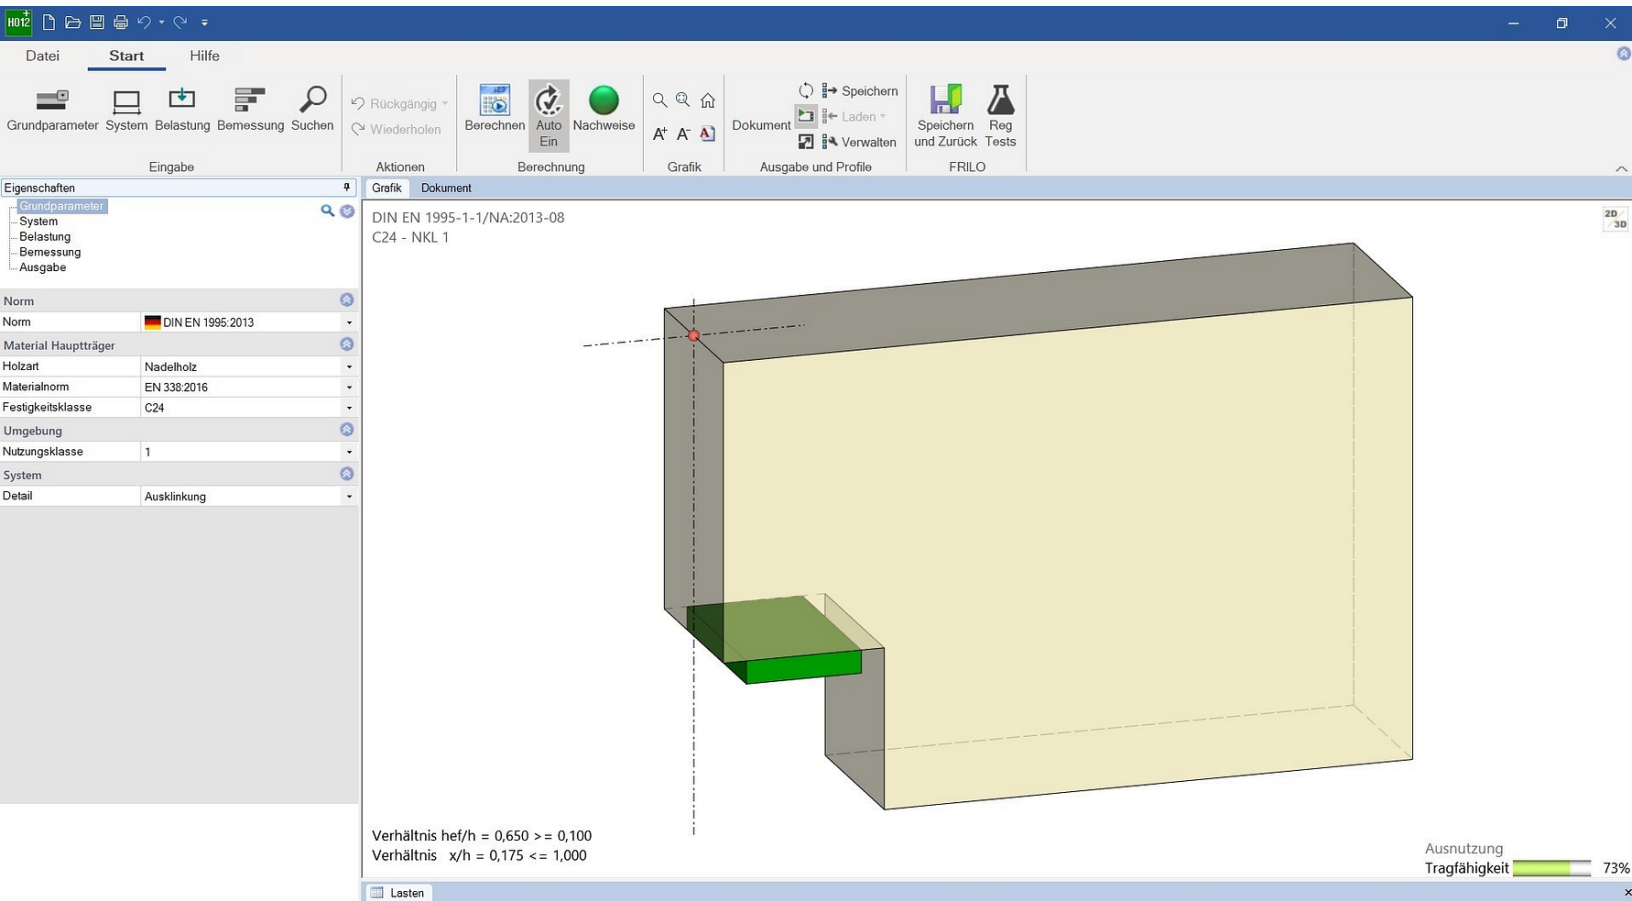 H012
Datei Start Hilfe
Grundparameter System Belastung Bemessung Suchen
Eingabe
Rückgängig
Wiederholen
Aktionen
Berechnen Auto Ein Nachweise
Berechnung
A+ A- A
Grafik
Dokument
Speichern
Laden
Verwalten
Ausgabe und Profile
Speichern und Zurück
Reg Tests
FRILO
Eigenschaften
Grundparameter
System
Belastung
Bemessung
Ausgabe
Norm
Norm DIN EN 1995:2013
Material Hauptträger
Holzart Nadelholz
Materialnorm EN 338:2016
Festigkeitsklasse C24
Umgebung
Nutzungsklasse 1
System
Detail Ausklinkung
Grafik Dokument
DIN EN 1995-1-1/NA:2013-08
C24 - NKL 1
2D/3D
Verhältnis hef/h = 0,650 >= 0,100
Verhältnis x/h = 0,175 <= 1,000
Ausnutzung
Tragfähigkeit 73%
Lasten